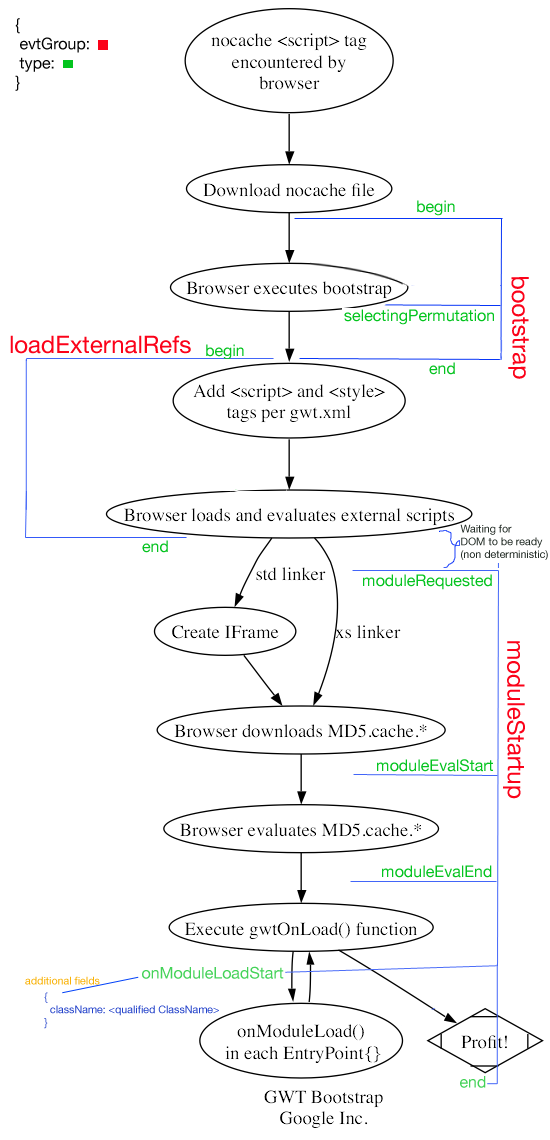 {
evtGroup:
type:
}
nocache <script> tag
encountered by
browser
Download nocache file
begin
Browser executes bootstrap
selectingPermutation
bootstrap
loadExternalRefs
begin
end
Add <script> and <style>
tags per gwt.xml
Browser loads and evaluates external scripts
end
Waiting for
DOM to be ready
(non deterministic)
std linker
moduleRequested
Create IFrame
xs linker
moduleStartup
Browser downloads MD5.cache.*
moduleEvalStart
Browser evaluates MD5.cache.*
moduleEvalEnd
Execute gwtOnLoad() function
onModuleLoadStart
additional fields
{
className: <qualified ClassName>
}
onModuleLoad()
in each EntryPoint{}
Profit!
end
GWT Bootstrap
Google Inc.